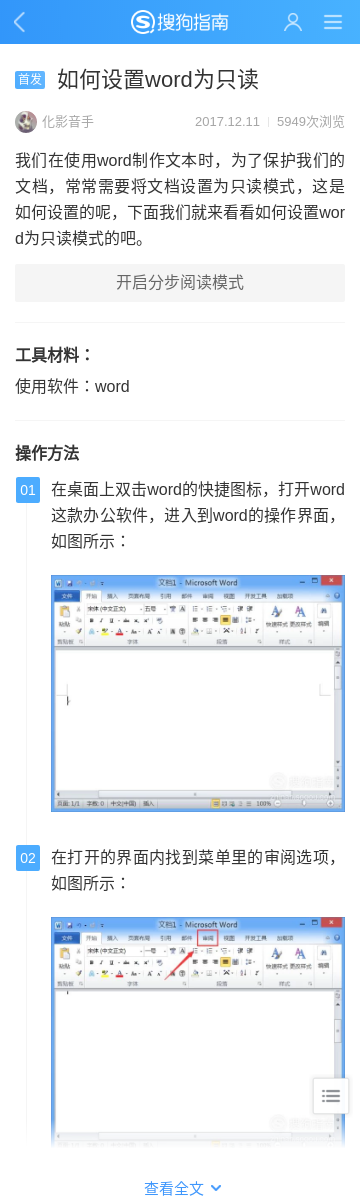 搜狗指南
首发 如何设置word为只读
化影音手 2017.12.11 5949次浏览
我们在使用word制作文本时，为了保护我们的
文档，常常需要将文档设置为只读模式，这是
如何设置的呢，下面我们就来看看如何设置wor
d为只读模式的吧。
开启分步阅读模式
工具材料：
使用软件：word
操作方法
01 在桌面上双击word的快捷图标，打开word
这款办公软件，进入到word的操作界面，
如图所示：
文档1 - Microsoft Word
文件 开始 插入 页面布局 引用 邮件 审阅 视图 开发工具 加载项
宋体 (中文正文) 五号
粘贴 快速样式 更改样式 编辑
剪贴板 字体 段落 样式
页面: 1/1 字数: 0 中文(中国) 插入 100%
02 在打开的界面内找到菜单里的审阅选项，
如图所示：
文档1 - Microsoft Word
文件 开始 插入 页面布局 引用 邮件 审阅 视图 开发工具 加载项
宋体 (中文正文) 一号
粘贴 快速样式 更改样式 编辑
剪贴板 字体 段落 样式
查看全文